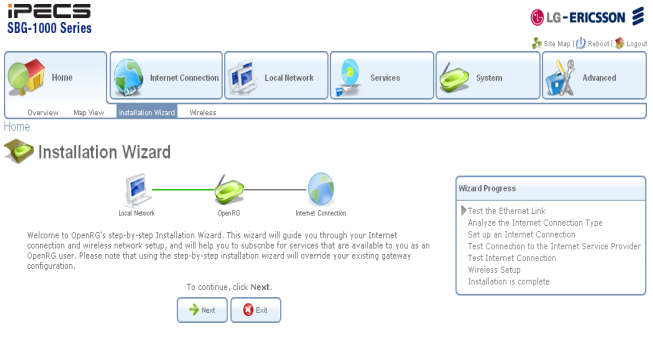 iPECS
SBG-1000 Series
LG-ERICSSON
Site Map | Reboot | Logout
Home
Internet Connection
Local Network
Services
System
Advanced
Overview Map View Installation Wizard Wireless
Home
Installation Wizard
Local Network
OpenRG
Internet Connection
Welcome to OpenRG's step-by-step Installation Wizard. This wizard will guide you through your Internet
connection and wireless network setup, and will help you to subscribe for services that are available to you as an
OpenRG user. Please note that using the step-by-step installation wizard will override your existing gateway
configuration.
To continue, click Next.
Next
Exit
Wizard Progress
Test the Ethernet Link
Analyze the Internet Connection Type
Set up an Internet Connection
Test Connection to the Internet Service Provider
Test Internet Connection
Wireless Setup
Installation is complete